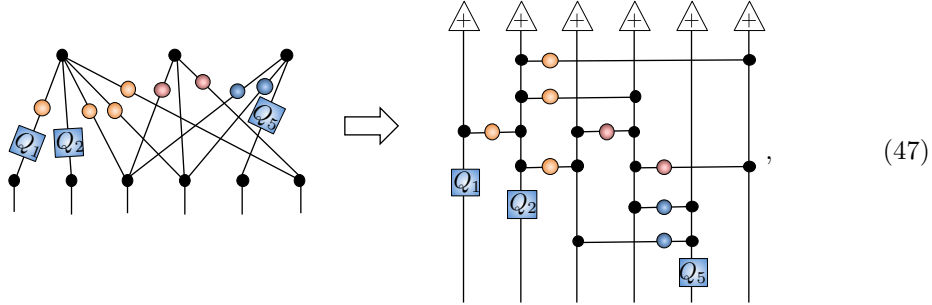 + + + + + +
Q₁ Q₂ Q₅
Q₁
Q₂
Q₅
, (47)